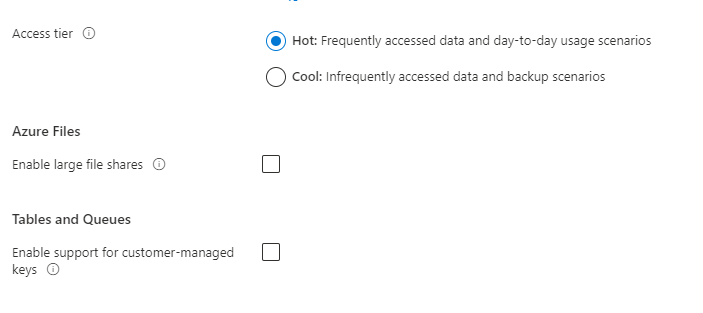 Access tier
Hot: Frequently accessed data and day-to-day usage scenarios
Cool: Infrequently accessed data and backup scenarios
Azure Files
Enable large file shares
Tables and Queues
Enable support for customer-managed
keys